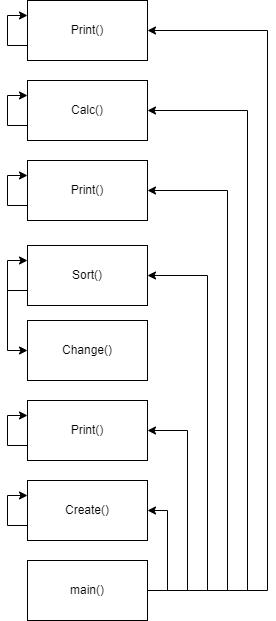 Print()
Calc()
Print()
Sort()
Change()
Print()
Create()
main()